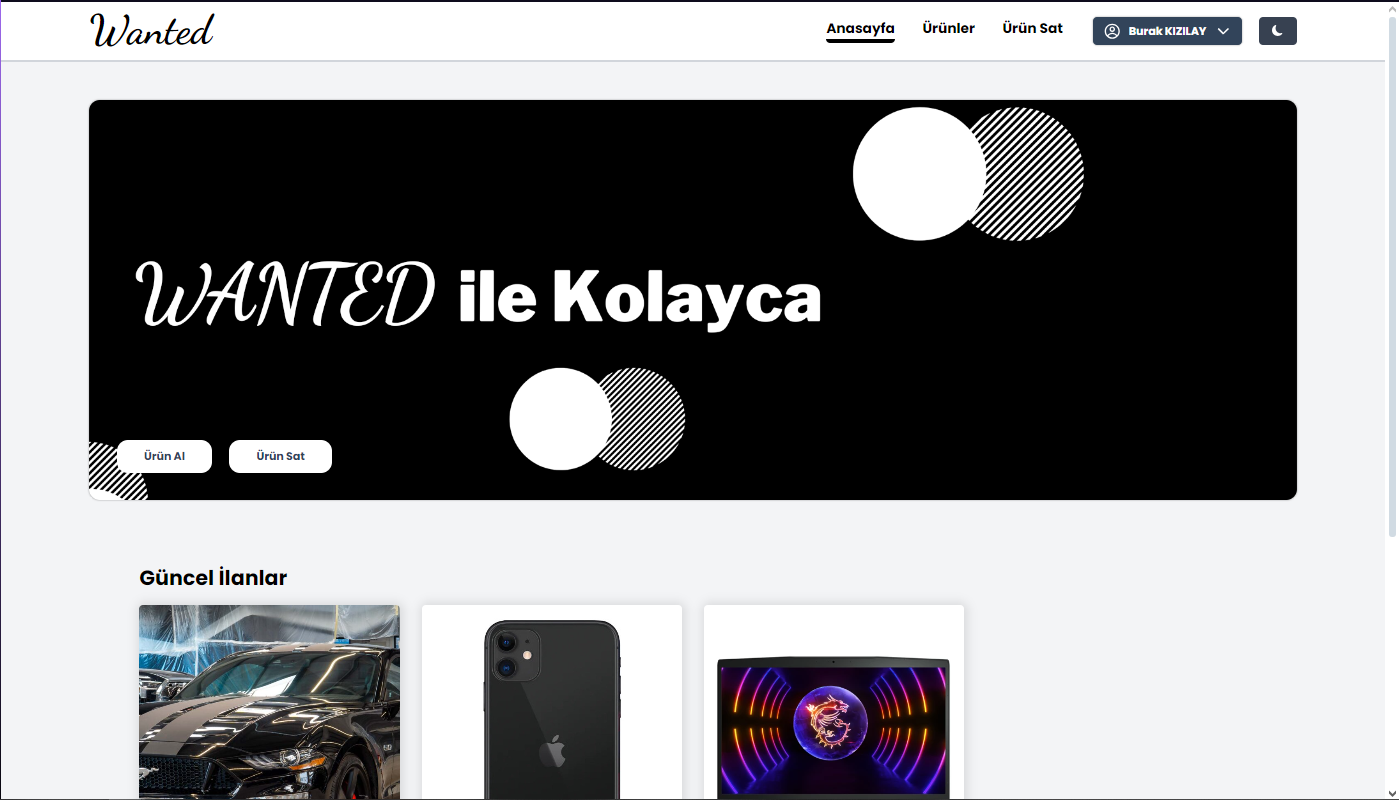 Wanted
Anasayfa Ürünler Ürün Sat Burak KIZILAY
WANTED ile Kolayca
Ürün Al Ürün Sat
Güncel İlanlar